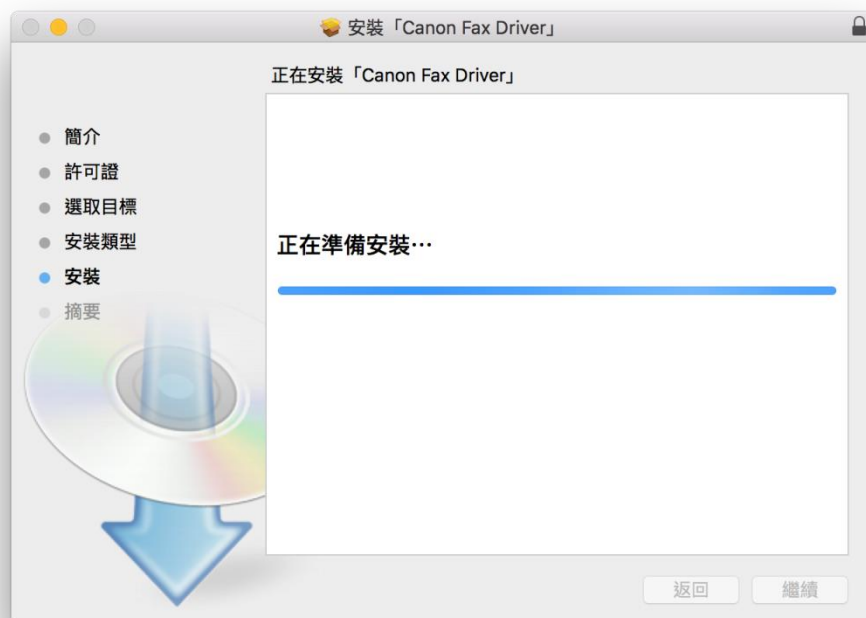 安裝「Canon Fax Driver」
正在安裝「Canon Fax Driver」
簡介
許可證
選取目標
安裝類型
安裝
摘要
正在準備安裝⋯
返回
繼續